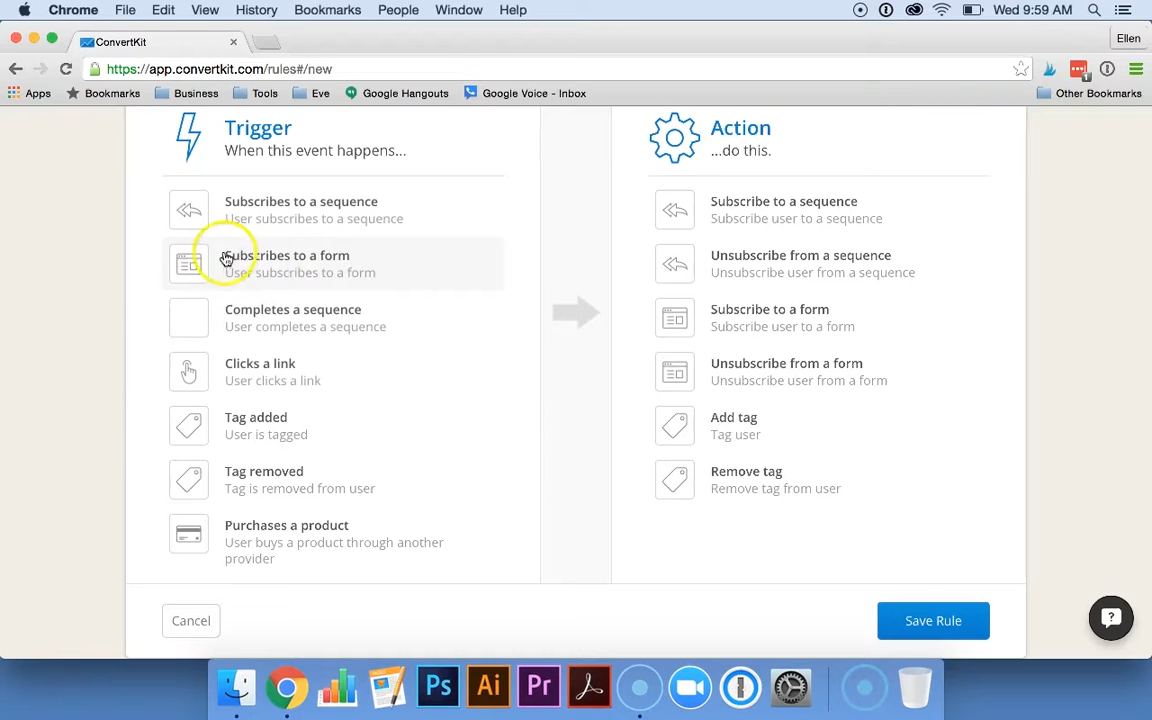 Chrome File Edit View History Bookmarks People Window Help Wed 9:59 AM
ConvertKit Ellen
https://app.convertkit.com/rules#/new
Apps Bookmarks Business Tools Eve Google Hangouts Google Voice - Inbox Other Bookmarks
Trigger
When this event happens...
Subscribes to a sequence
User subscribes to a sequence
Subscribes to a form
User subscribes to a form
Completes a sequence
User completes a sequence
Clicks a link
User clicks a link
Tag added
User is tagged
Tag removed
Tag is removed from user
Purchases a product
User buys a product through another
provider
Action
...do this.
Subscribe to a sequence
Subscribe user to a sequence
Unsubscribe from a sequence
Unsubscribe user from a sequence
Subscribe to a form
Subscribe user to a form
Unsubscribe from a form
Unsubscribe user from a form
Add tag
Tag user
Remove tag
Remove tag from user
Cancel Save Rule
Ps Ai Pr